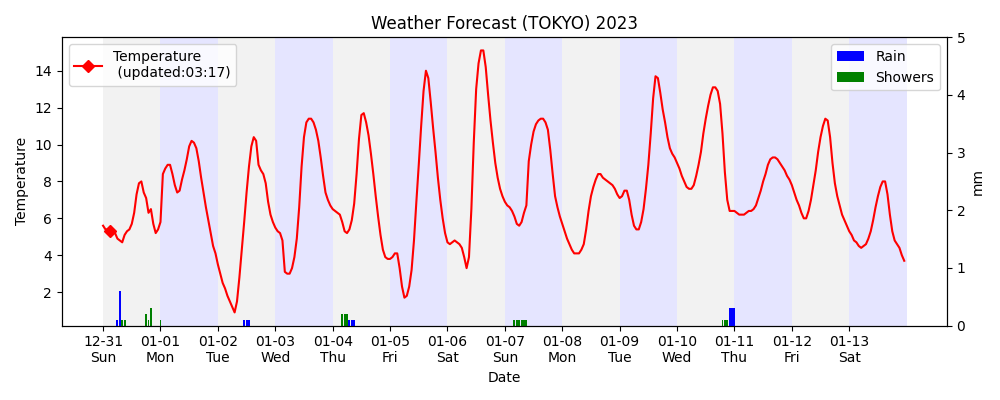 Weather Forecast (TOKYO) 2023
Temperature
(updated:03:17)
Rain
Showers
Temperature
14
12
10
8
6
4
2
mm
5
4
3
2
1
0
12-31 01-01 01-02 01-03 01-04 01-05 01-06 01-07 01-08 01-09 01-10 01-11 01-12 01-13
Sun Mon Tue Wed Thu Fri Sat Sun Mon Tue Wed Thu Fri Sat
Date